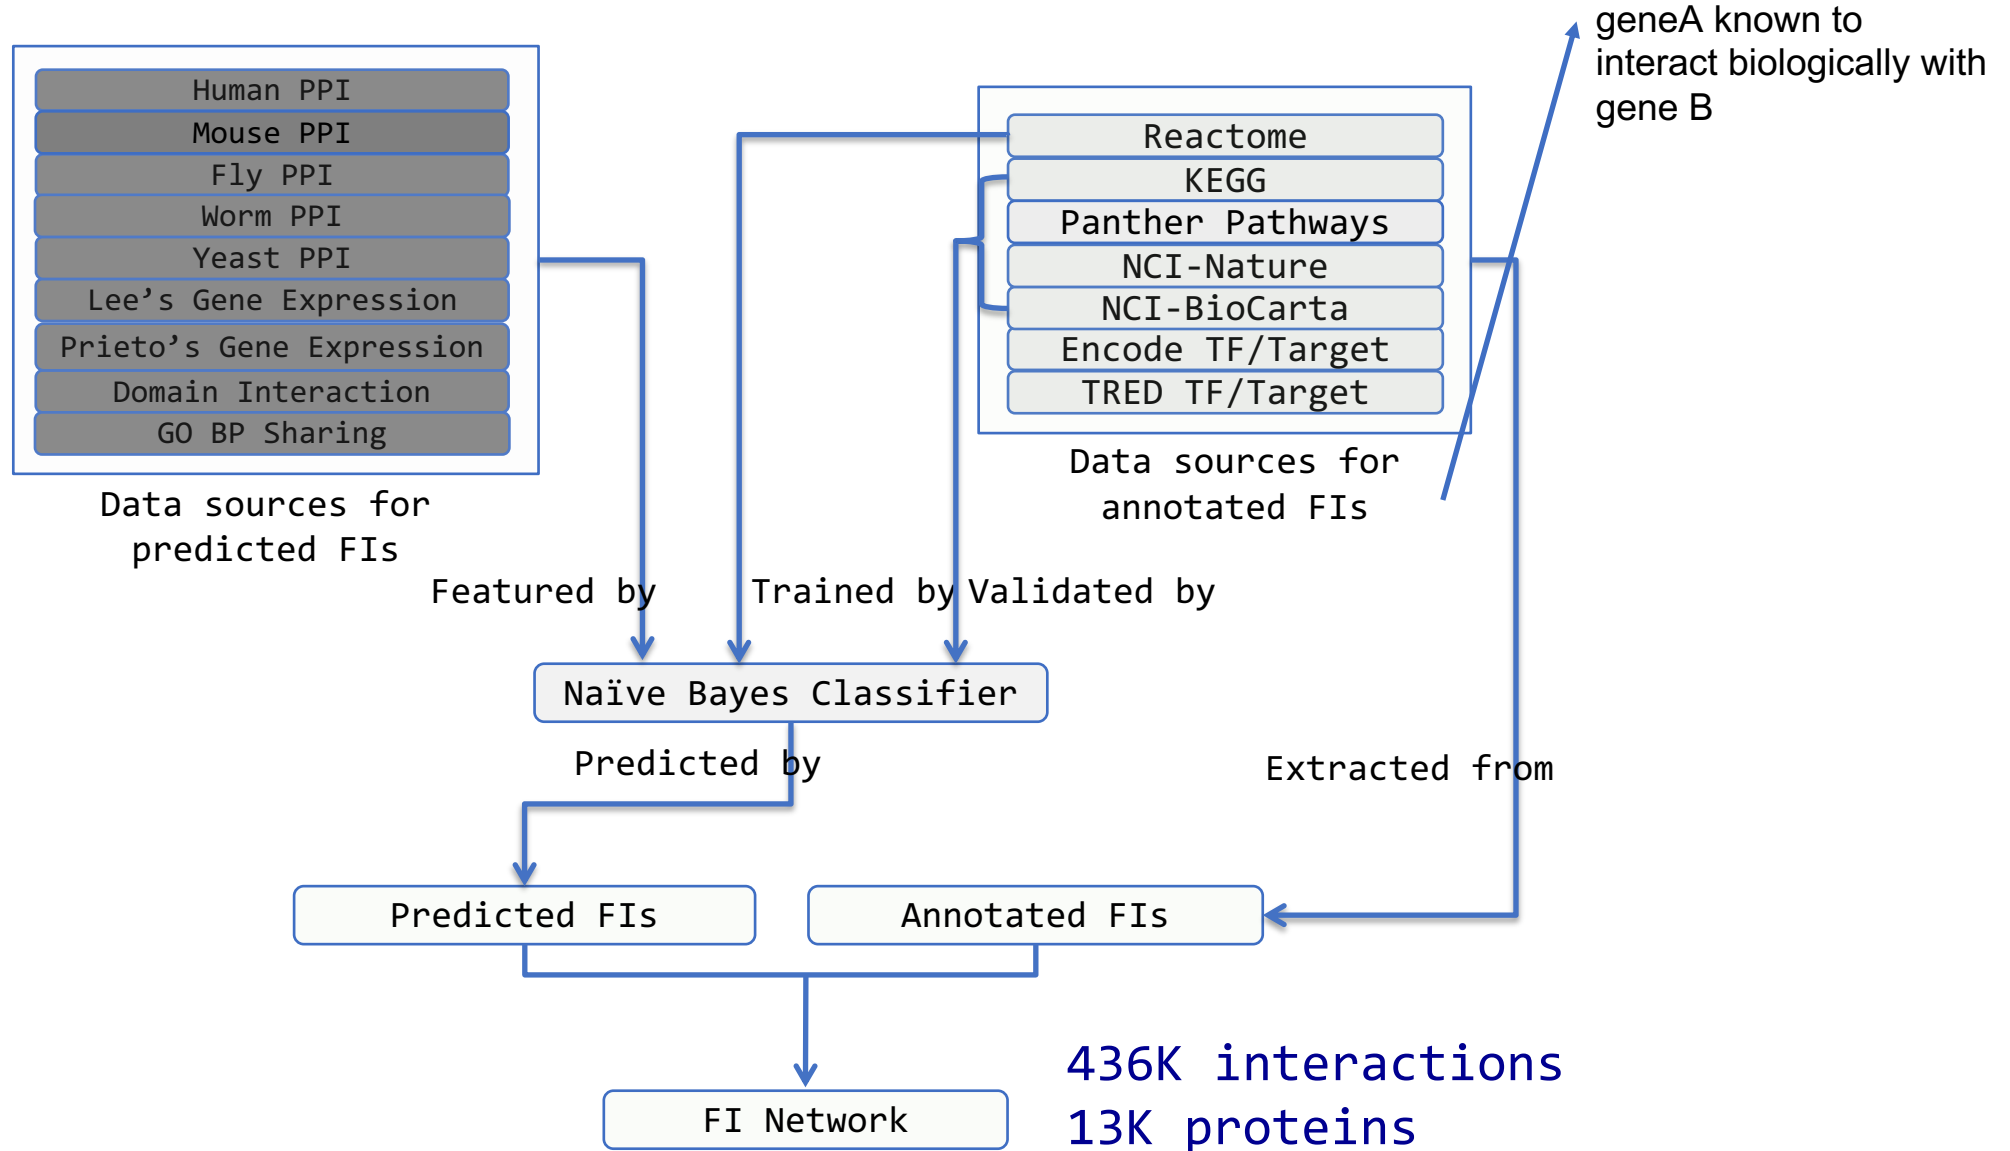 geneA known to
interact biologically with
gene B
Human PPI
Mouse PPI
Fly PPI
Worm PPI
Yeast PPI
Lee’s Gene Expression
Prieto’s Gene Expression
Domain Interaction
GO BP Sharing
Data sources for
predicted FIs
Reactome
KEGG
Panther Pathways
NCI-Nature
NCI-BioCarta
Encode TF/Target
TRED TF/Target
Data sources for
annotated FIs
Featured by
Trained by
Validated by
Naïve Bayes Classifier
Predicted by
Extracted from
Predicted FIs
Annotated FIs
FI Network
436K interactions
13K proteins